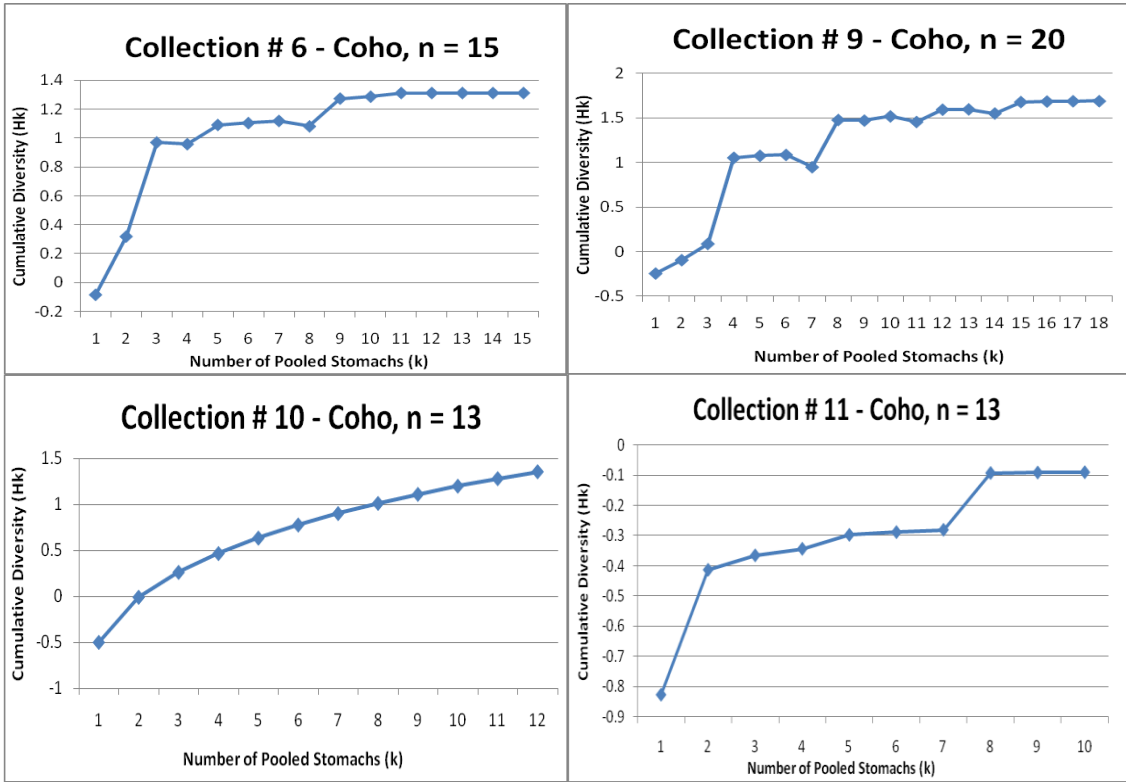 Collection # 6 - Coho, n = 15
Cumulative Diversity (Hk)
1.4
1.2
1
0.8
0.6
0.4
0.2
0
-0.2
1 2 3 4 5 6 7 8 9 10 11 12 13 14 15
Number of Pooled Stomachs (k)
Collection # 9 - Coho, n = 20
Cumulative Diversity (Hk)
2
1.5
1
0.5
0
-0.5
1 2 3 4 5 6 7 8 9 10 11 12 13 14 15 16 17 18
Number of Pooled Stomachs (k)
Collection # 10 - Coho, n = 13
Cumulative Diversity (Hk)
1.5
1
0.5
0
-0.5
-1
1 2 3 4 5 6 7 8 9 10 11 12
Number of Pooled Stomachs (k)
Collection # 11 - Coho, n = 13
Cumulative Diversity (Hk)
0
-0.1
-0.2
-0.3
-0.4
-0.5
-0.6
-0.7
-0.8
-0.9
1 2 3 4 5 6 7 8 9 10
Number of Pooled Stomachs (k)